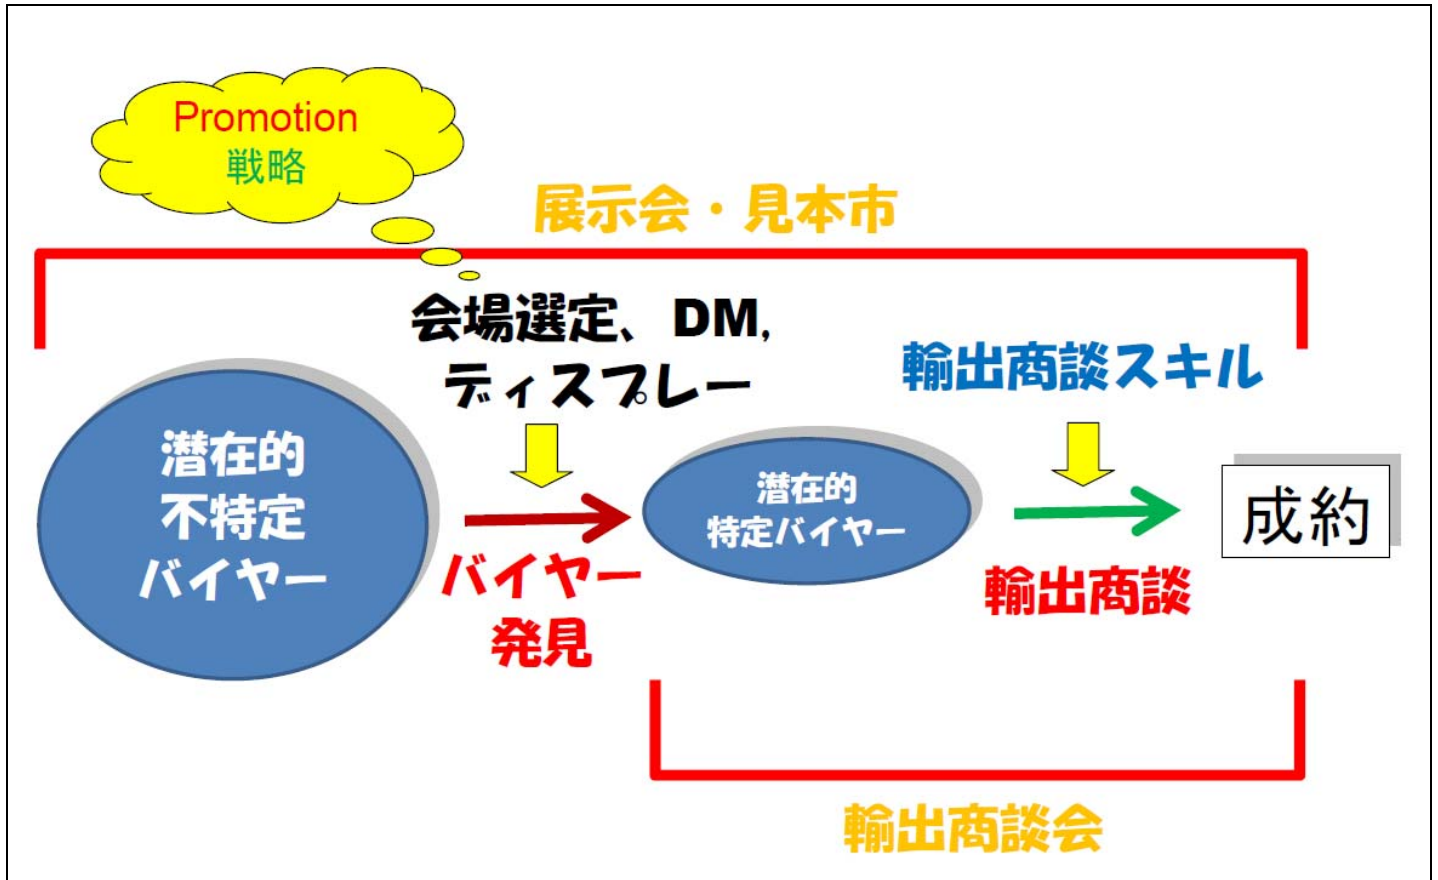 Promotion
戦略
展示会・見本市
会場選定、DM,
ディスプレー
輸出商談スキル
潜在的
不特定
バイヤー
バイヤー
発見
潜在的
特定バイヤー
輸出商談
成約
輸出商談会